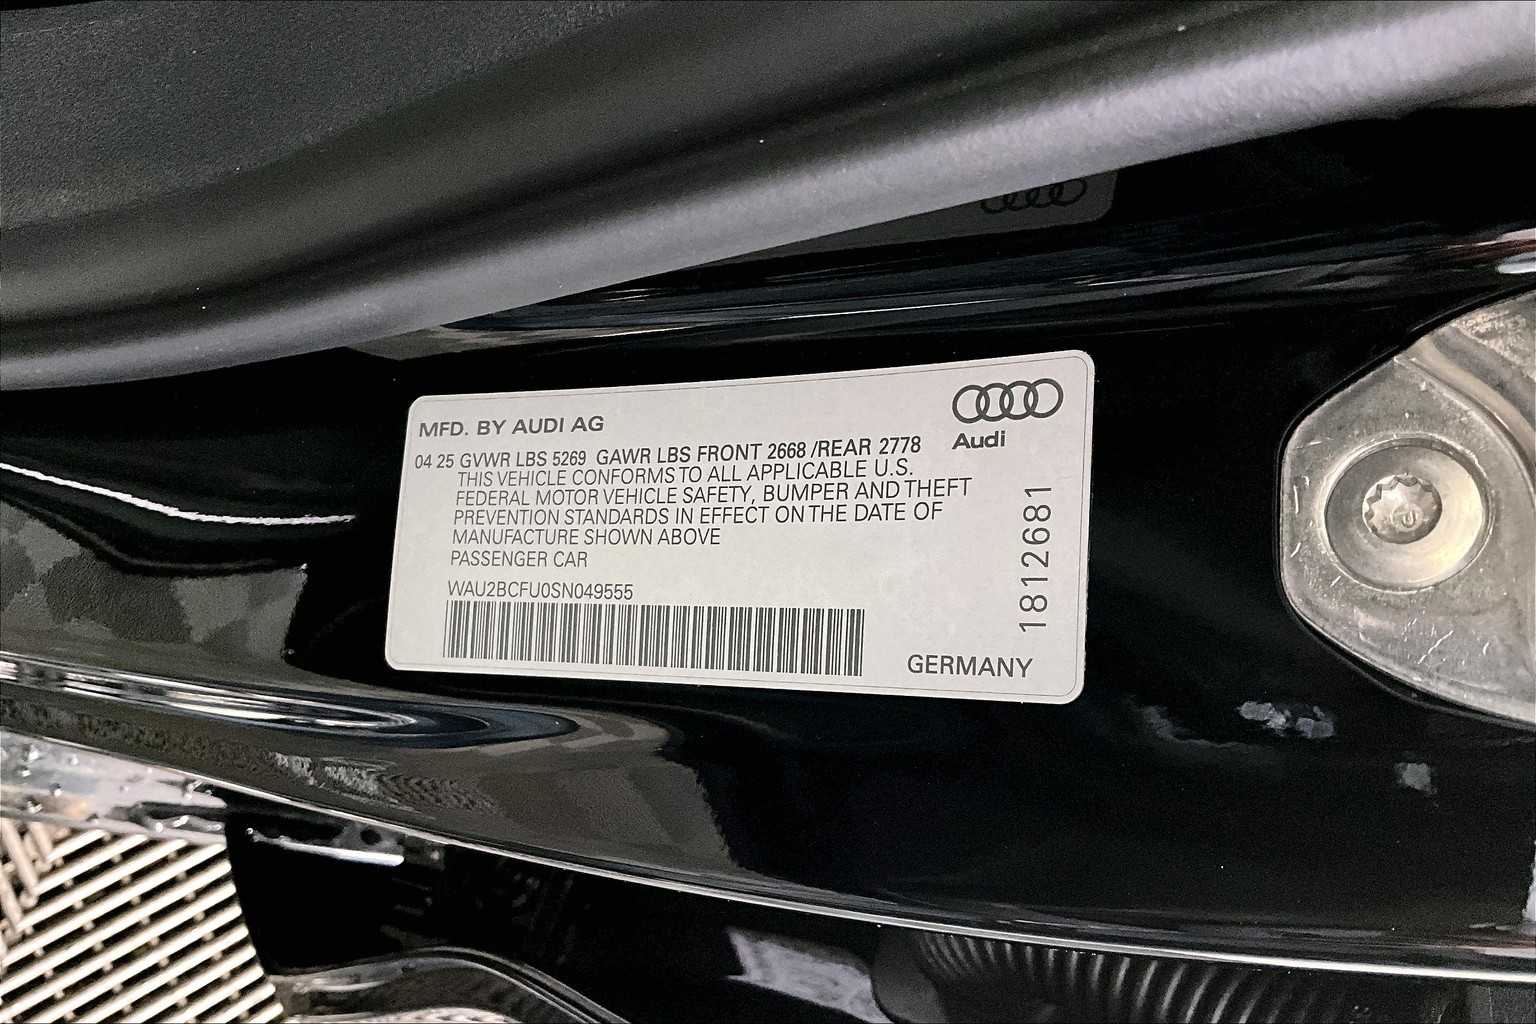 MFD. BY AUDI AG
Audi
04 25 GVWR LBS 5269 GAWR LBS FRONT 2668 /REAR 2778
THIS VEHICLE CONFORMS TO ALL APPLICABLE U.S.
FEDERAL MOTOR VEHICLE SAFETY, BUMPER AND THEFT
PREVENTION STANDARDS IN EFFECT ON THE DATE OF
MANUFACTURE SHOWN ABOVE
PASSENGER CAR
WAU2BCFU0SN049555
1812681
GERMANY